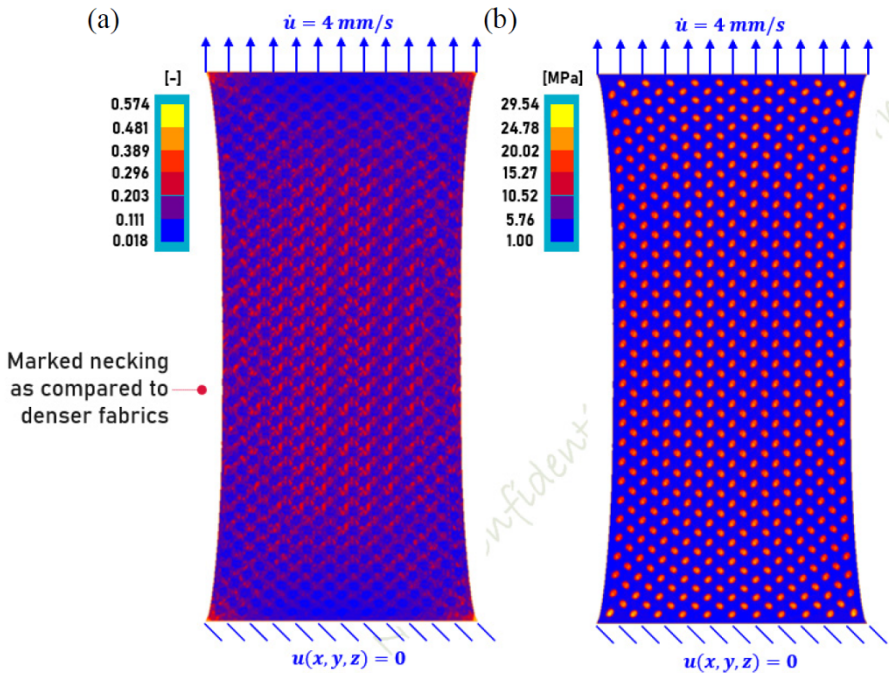 (a)
u̇ = 4 mm/s
[-]
0.574
0.481
0.389
0.296
0.203
0.111
0.018
Marked necking
as compared to
denser fabrics
u(x, y, z) = 0
(b)
u̇ = 4 mm/s
[MPa]
29.54
24.78
20.02
15.27
10.52
5.76
1.00
u(x, y, z) = 0